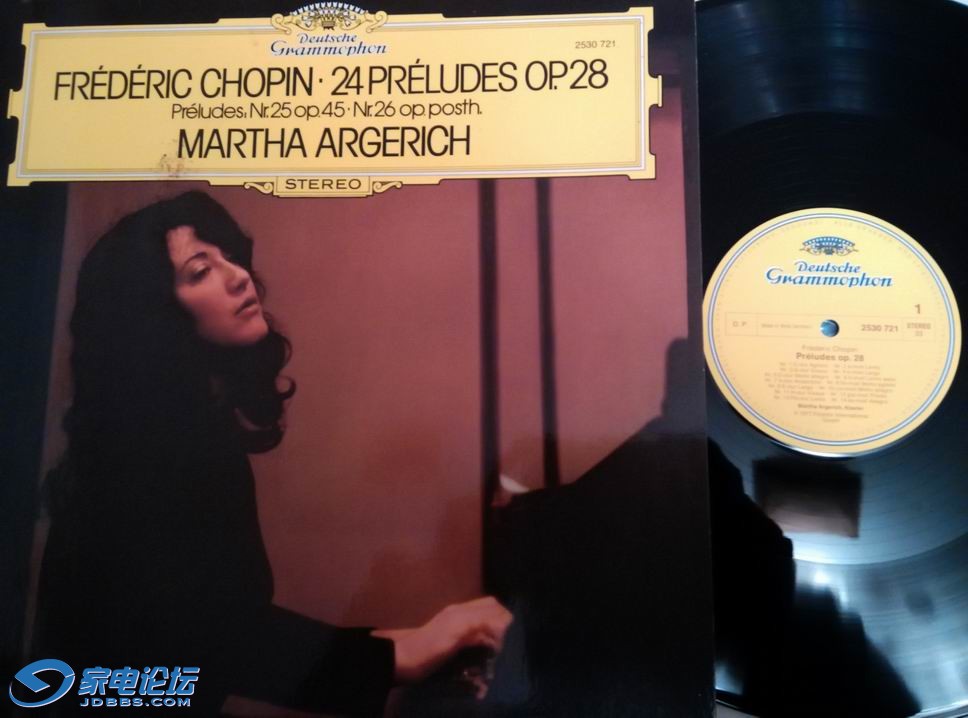 Deutsche
Grammophon
2530 721
FRÉDÉRIC CHOPIN · 24 PRÉLUDES OP. 28
Préludes, Nr. 25 op. 45 · Nr. 26 op. posth.
MARTHA ARGERICH
STEREO
Deutsche
Grammophon
1
2530 721
STEREO
33
Frédéric Chopin
Préludes op. 28
Martha Argerich, Klavier
家电论坛
JDBBS.COM